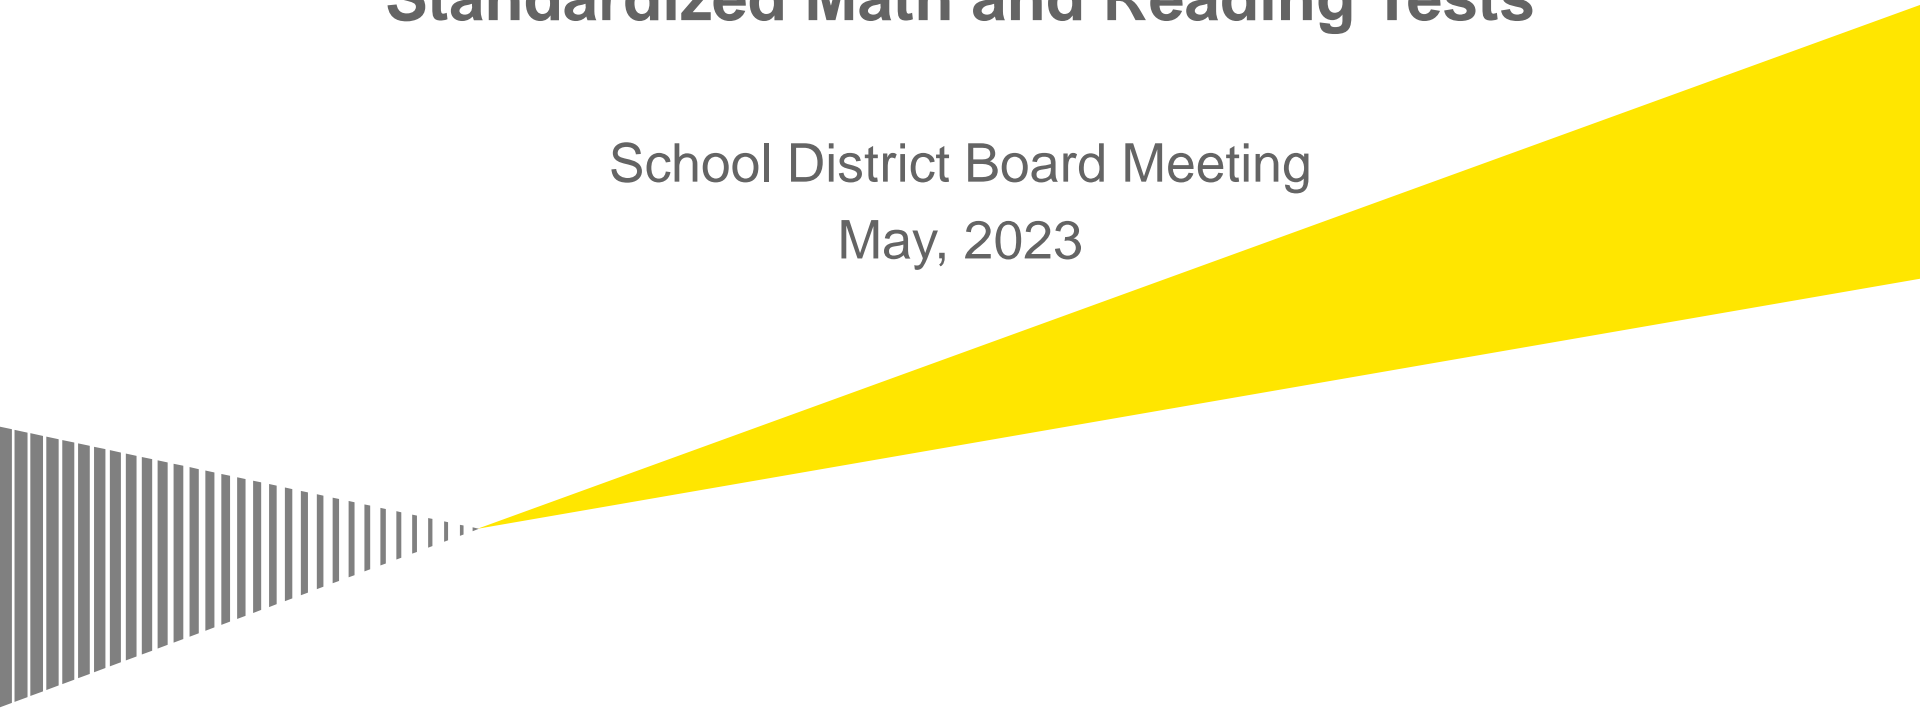 Standardized Math and Reading Tests
School District Board Meeting
May, 2023